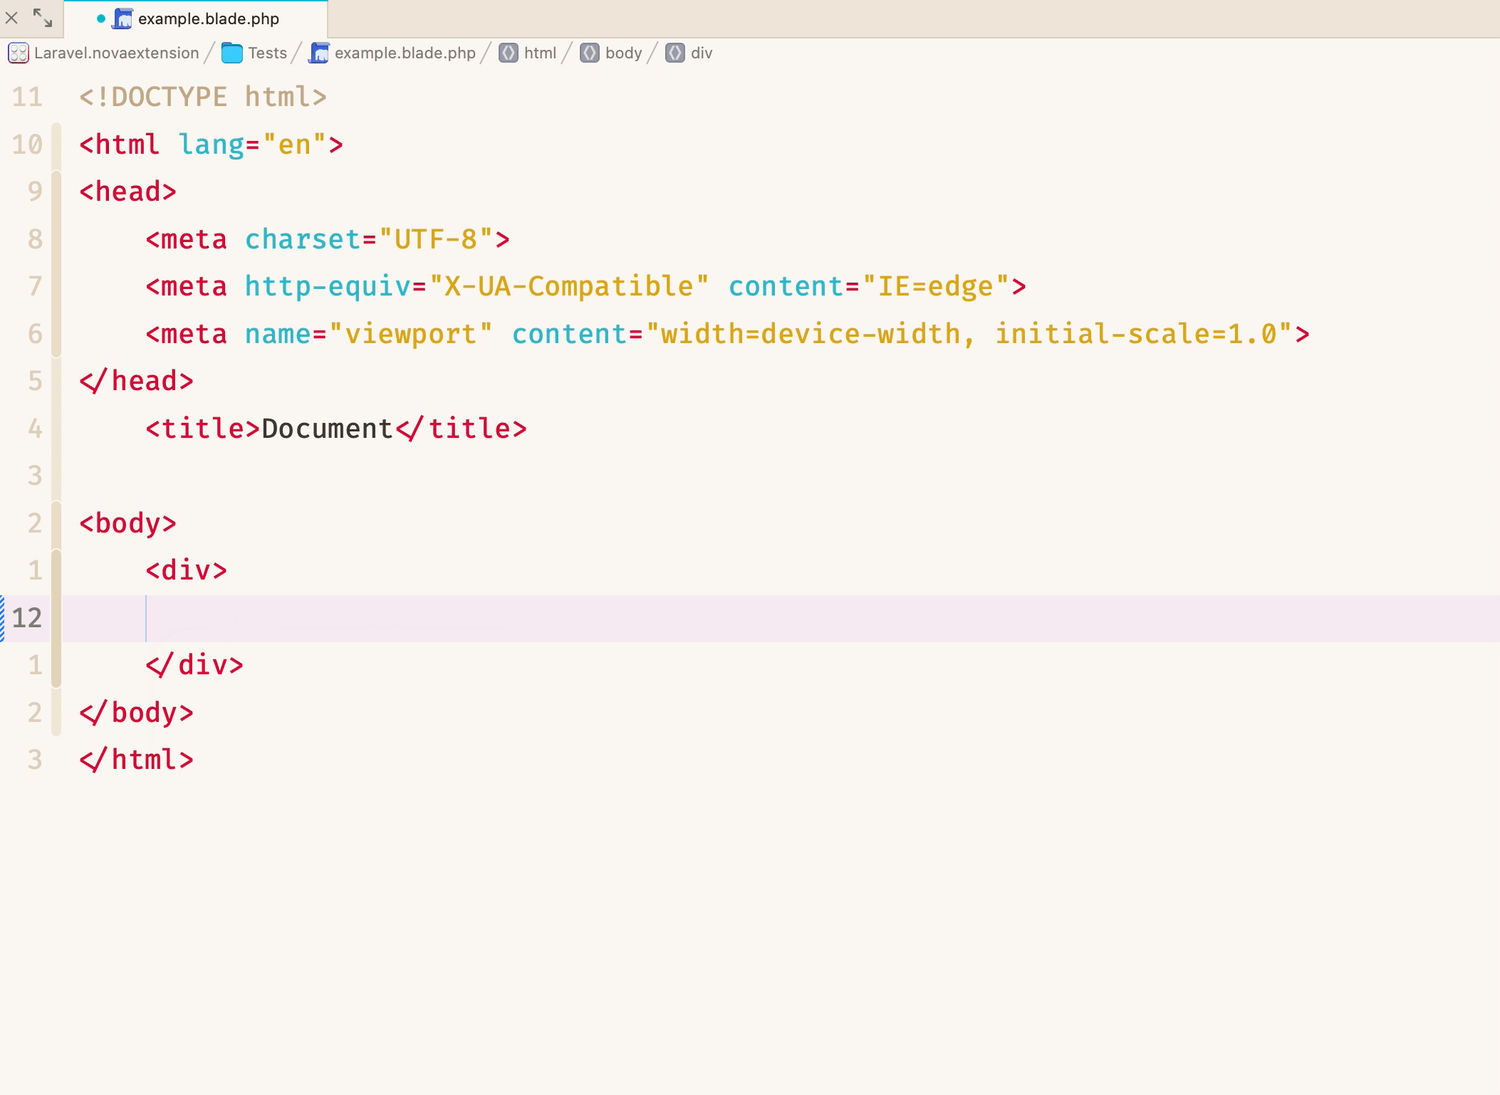 example.blade.php
Laravel.novaextension / Tests / example.blade.php / html / body / div
11 <!DOCTYPE html>
10 <html lang="en">
9 <head>
8     <meta charset="UTF-8">
7     <meta http-equiv="X-UA-Compatible" content="IE=edge">
6     <meta name="viewport" content="width=device-width, initial-scale=1.0">
5 </head>
4     <title>Document</title>
3
2 <body>
1     <div>
12
1     </div>
2 </body>
3 </html>